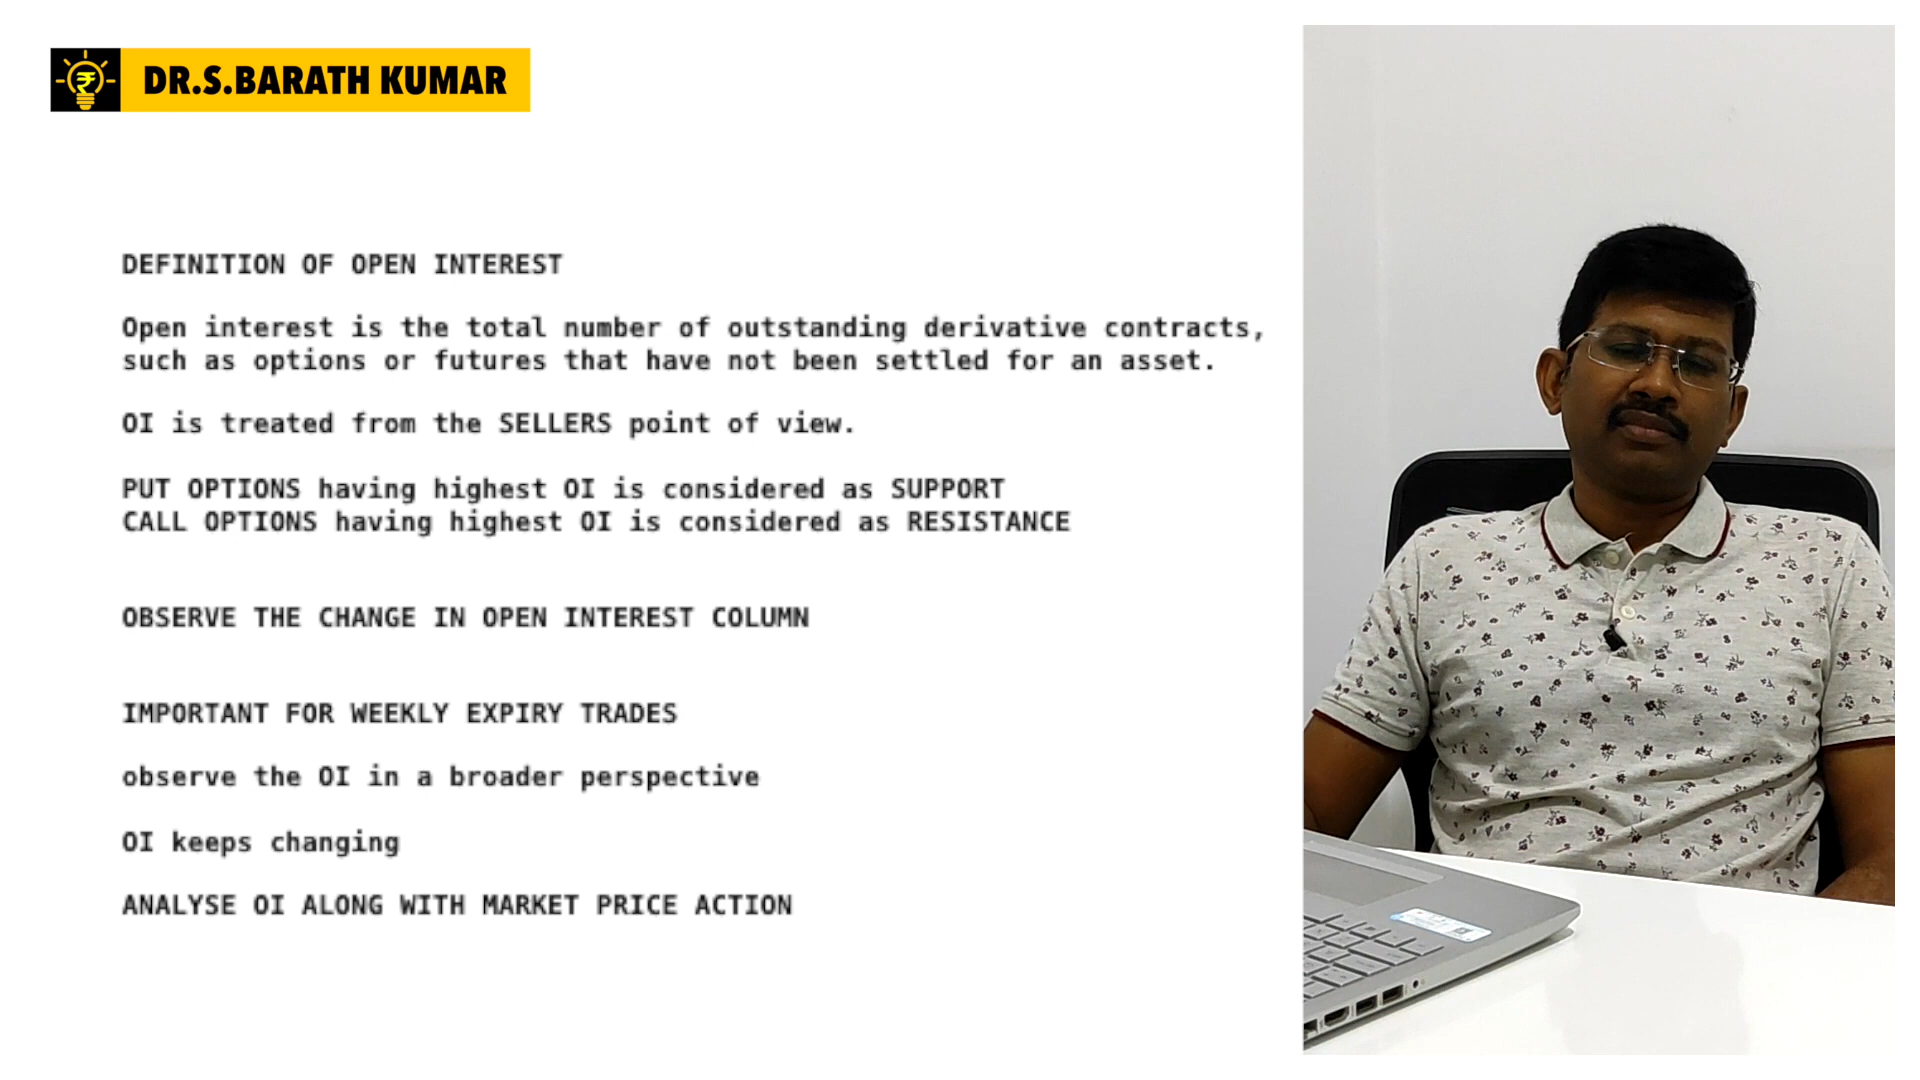 DR.S.BARATH KUMAR
DEFINITION OF OPEN INTEREST
Open interest is the total number of outstanding derivative contracts,
such as options or futures that have not been settled for an asset.
OI is treated from the SELLERS point of view.
PUT OPTIONS having highest OI is considered as SUPPORT
CALL OPTIONS having highest OI is considered as RESISTANCE
OBSERVE THE CHANGE IN OPEN INTEREST COLUMN
IMPORTANT FOR WEEKLY EXPIRY TRADES
observe the OI in a broader perspective
OI keeps changing
ANALYSE OI ALONG WITH MARKET PRICE ACTION